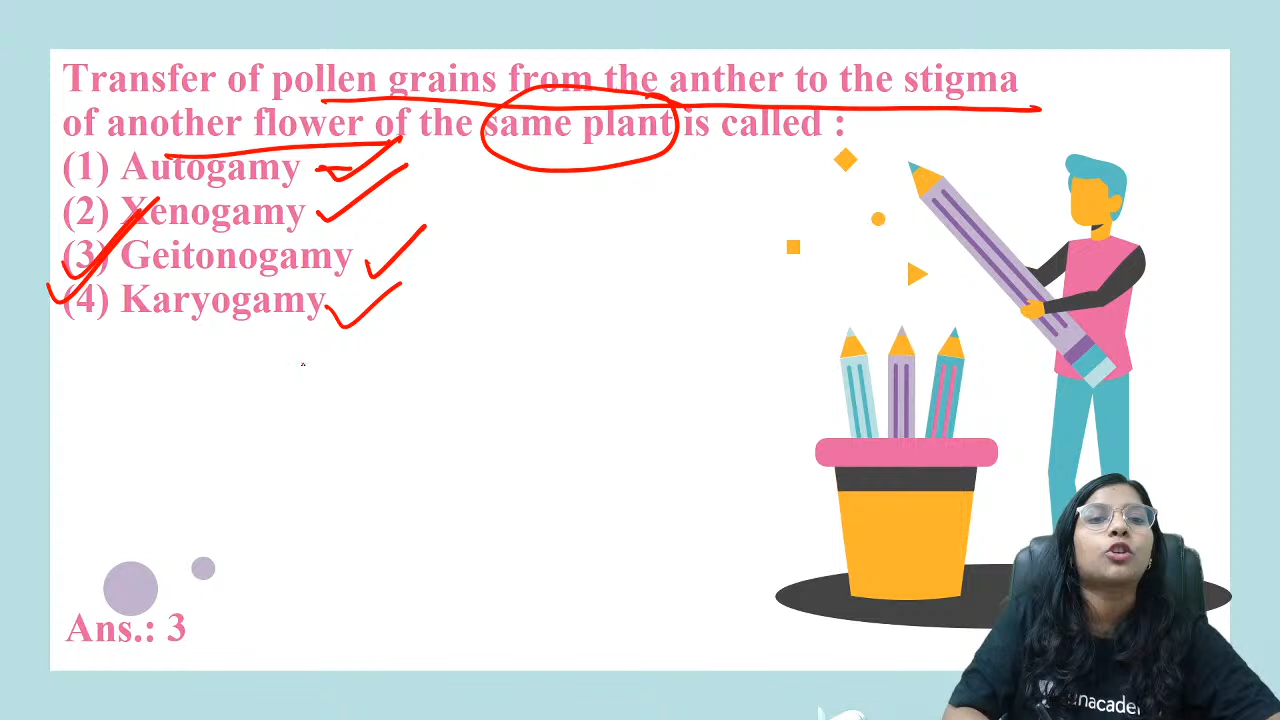 Transfer of pollen grains from the anther to the stigma
of another flower of the same plant is called :
(1) Autogamy
(2) Xenogamy
(3) Geitonogamy
(4) Karyogamy
Ans.: 3